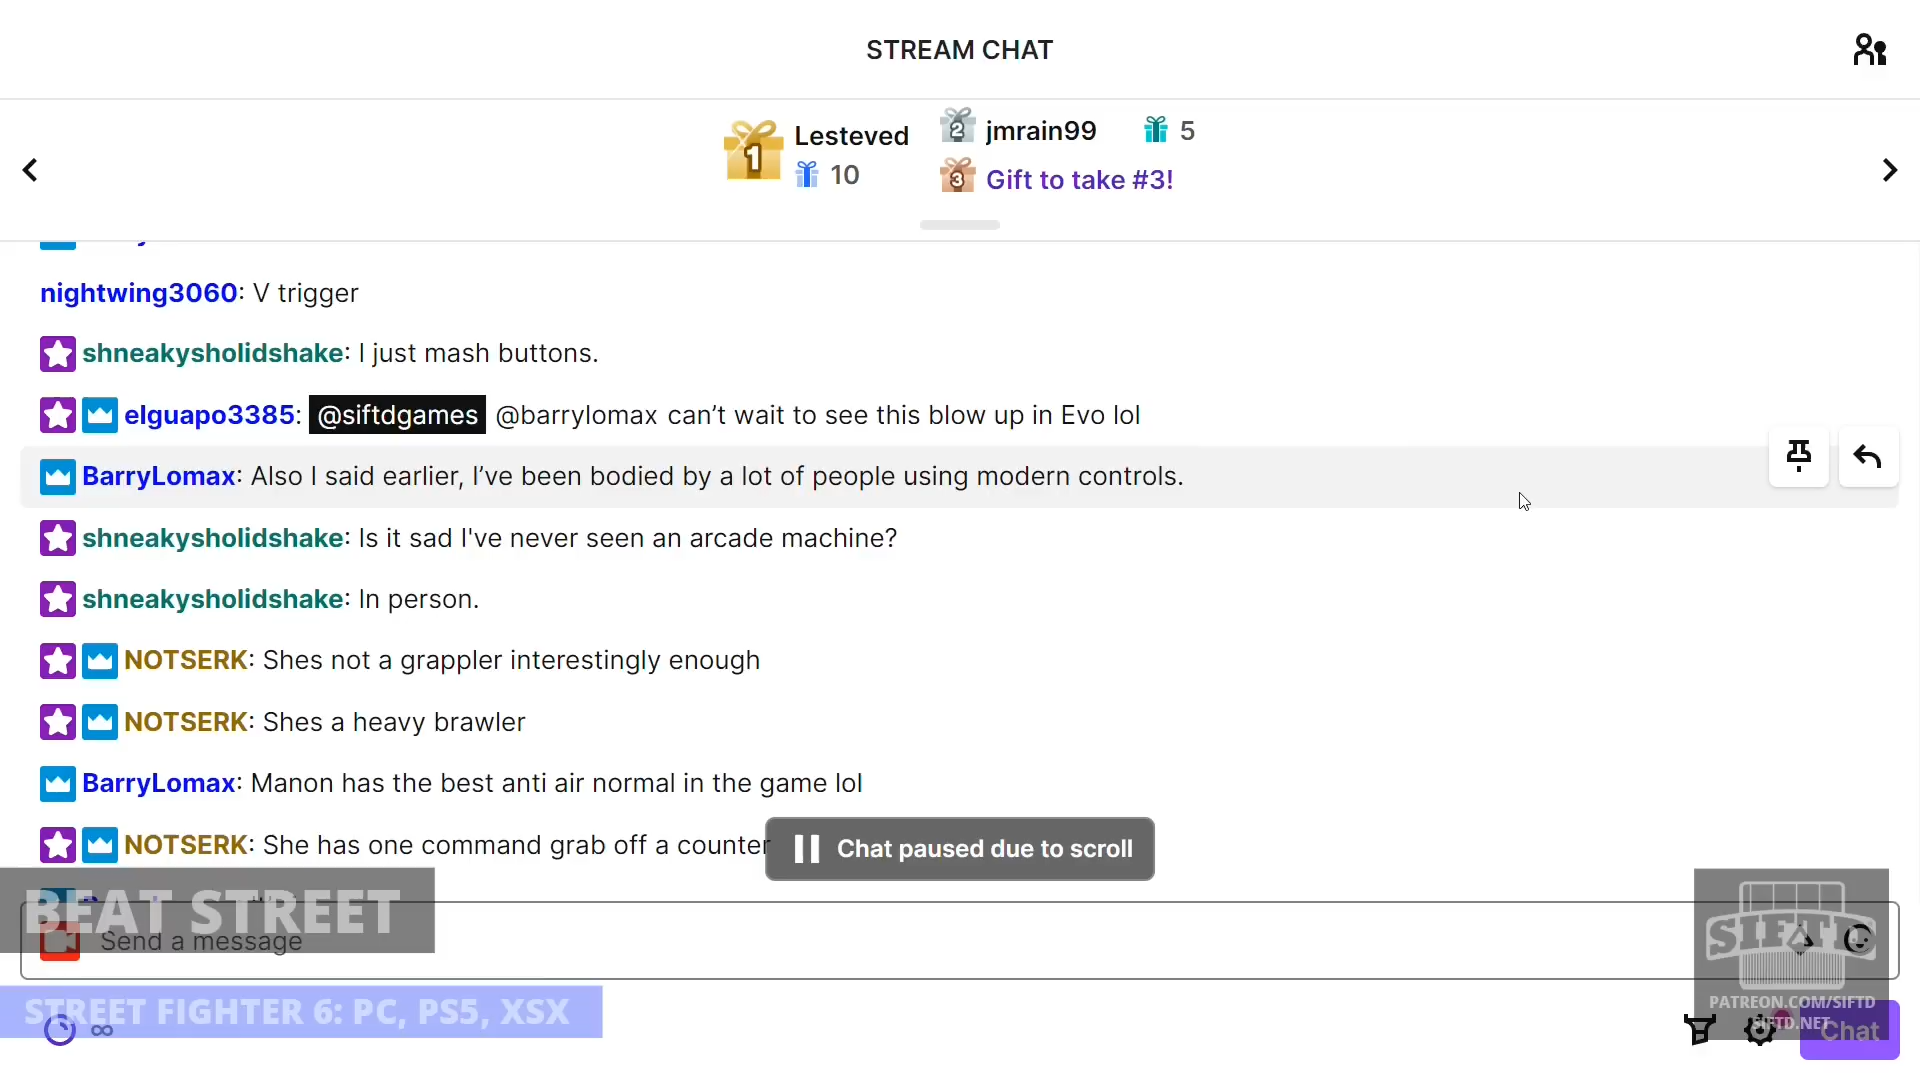 STREAM CHAT
1 Lesteved
10
2 jmrain99 5
3 Gift to take #3!
nightwing3060: V trigger
shneakysholidshake: I just mash buttons.
elguapo3385: @siftdgames @barrylomax can’t wait to see this blow up in Evo lol
BarryLomax: Also I said earlier, I’ve been bodied by a lot of people using modern controls.
shneakysholidshake: Is it sad I've never seen an arcade machine?
shneakysholidshake: In person.
NOTSERK: Shes not a grappler interestingly enough
NOTSERK: Shes a heavy brawler
BarryLomax: Manon has the best anti air normal in the game lol
NOTSERK: She has one command grab off a counter
Chat paused due to scroll
BEAT STREET
Send a message
SIFTD
PATREON.COM/SIFTD
SIFTD.NET
STREET FIGHTER 6: PC, PS5, XSX
Chat